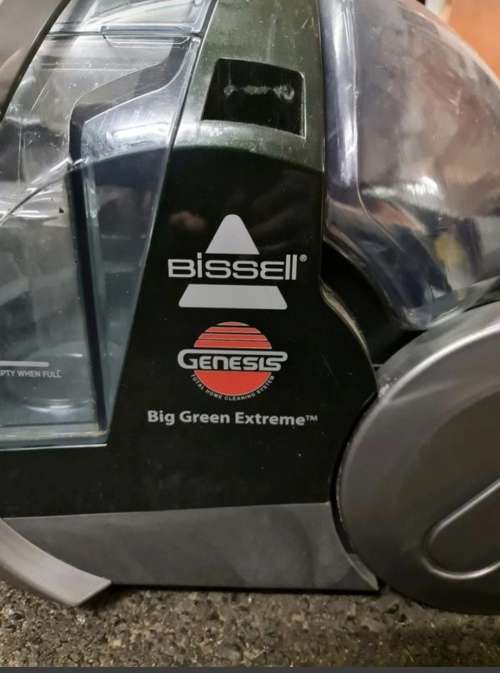 BISSELL®
GENESIS
TOTAL HOME CLEANING SYSTEM
Big Green Extreme™
PTY WHEN FULL